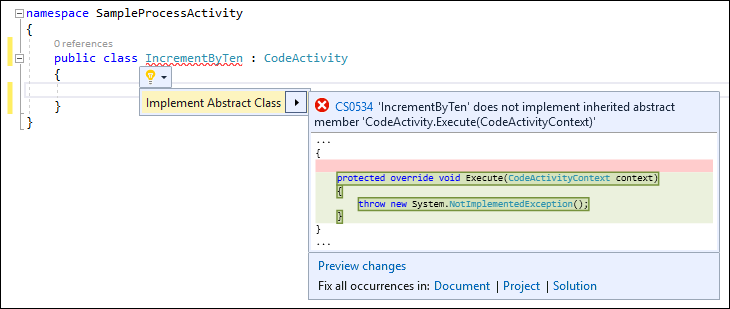 namespace SampleProcessActivity
{
0 references
public class IncrementByTen : CodeActivity
{
Implement Abstract Class
}
}
CS0534 'IncrementByTen' does not implement inherited abstract
member 'CodeActivity.Execute(CodeActivityContext)'
...
{
protected override void Execute(CodeActivityContext context)
{
throw new System.NotImplementedException();
}
}
...
Preview changes
Fix all occurrences in: Document | Project | Solution